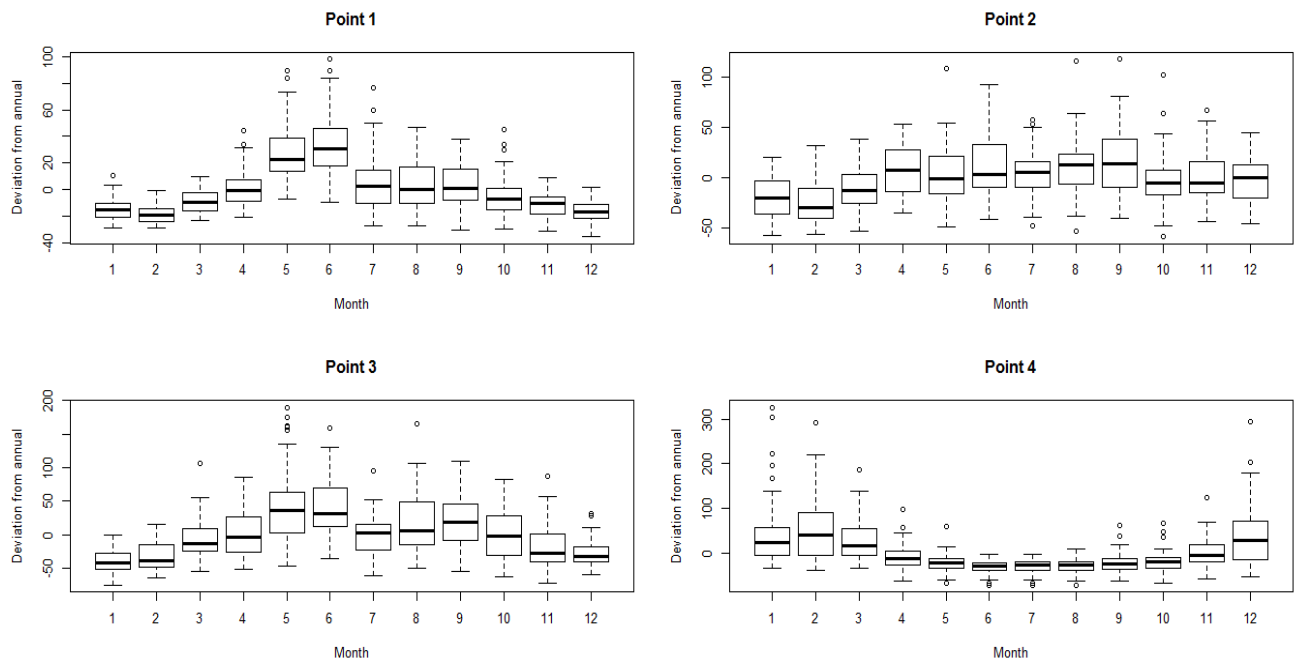 Point 1
Deviation from annual
-40 0 20 60 100
1 2 3 4 5 6 7 8 9 10 11 12
Month
Point 2
Deviation from annual
-50 0 50 100
1 2 3 4 5 6 7 8 9 10 11 12
Month
Point 3
Deviation from annual
-50 0 50 100 200
1 2 3 4 5 6 7 8 9 10 11 12
Month
Point 4
Deviation from annual
0 100 200 300
1 2 3 4 5 6 7 8 9 10 11 12
Month